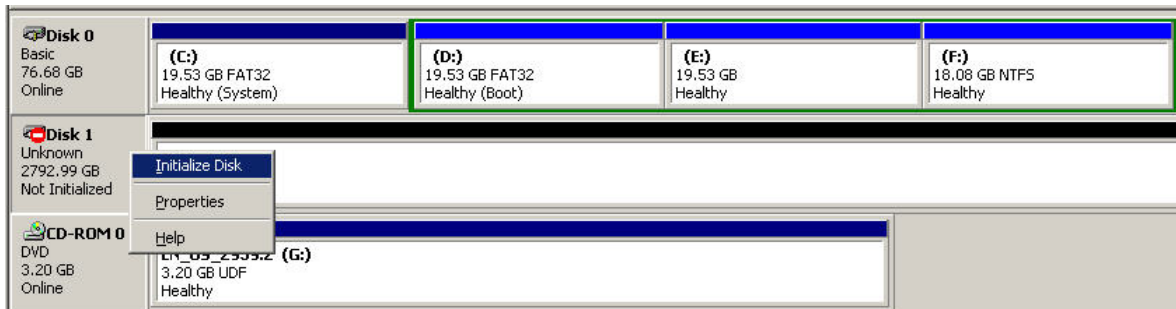 Disk 0
Basic
76.68 GB
Online
(C:)
19.53 GB FAT32
Healthy (System)
(D:)
19.53 GB FAT32
Healthy (Boot)
(E:)
19.53 GB
Healthy
(F:)
18.08 GB NTFS
Healthy
Disk 1
Unknown
2792.99 GB
Not Initialized
Initialize Disk
Properties
Help
CD-ROM 0
DVD
3.20 GB
Online
(G:)
3.20 GB UDF
Healthy